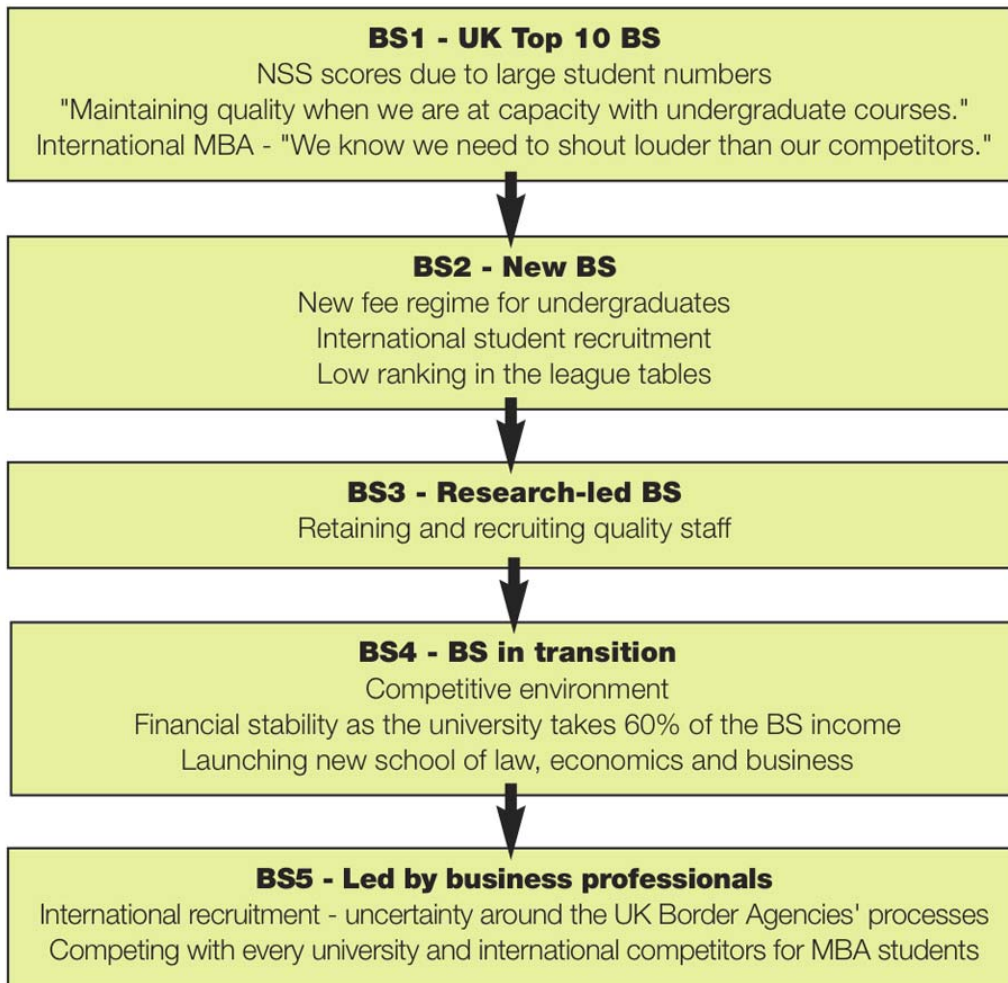 BS1 - UK Top 10 BS
NSS scores due to large student numbers
"Maintaining quality when we are at capacity with undergraduate courses."
International MBA - "We know we need to shout louder than our competitors."
BS2 - New BS
New fee regime for undergraduates
International student recruitment
Low ranking in the league tables
BS3 - Research-led BS
Retaining and recruiting quality staff
BS4 - BS in transition
Competitive environment
Financial stability as the university takes 60% of the BS income
Launching new school of law, economics and business
BS5 - Led by business professionals
International recruitment - uncertainty around the UK Border Agencies' processes
Competing with every university and international competitors for MBA students